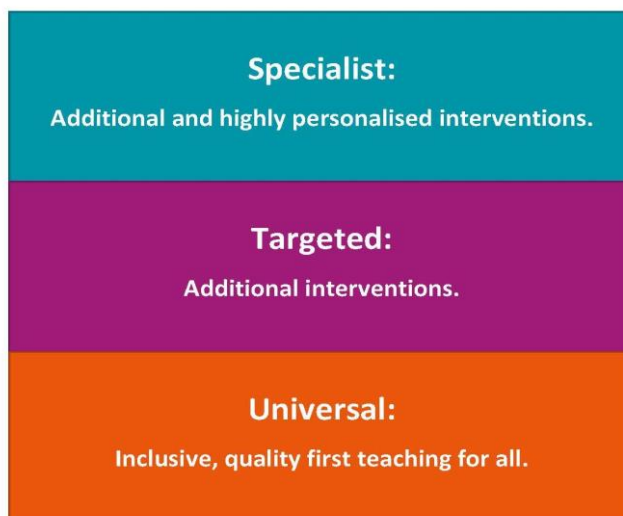 Specialist:
Additional and highly personalised interventions.
Targeted:
Additional interventions.
Universal:
Inclusive, quality first teaching for all.